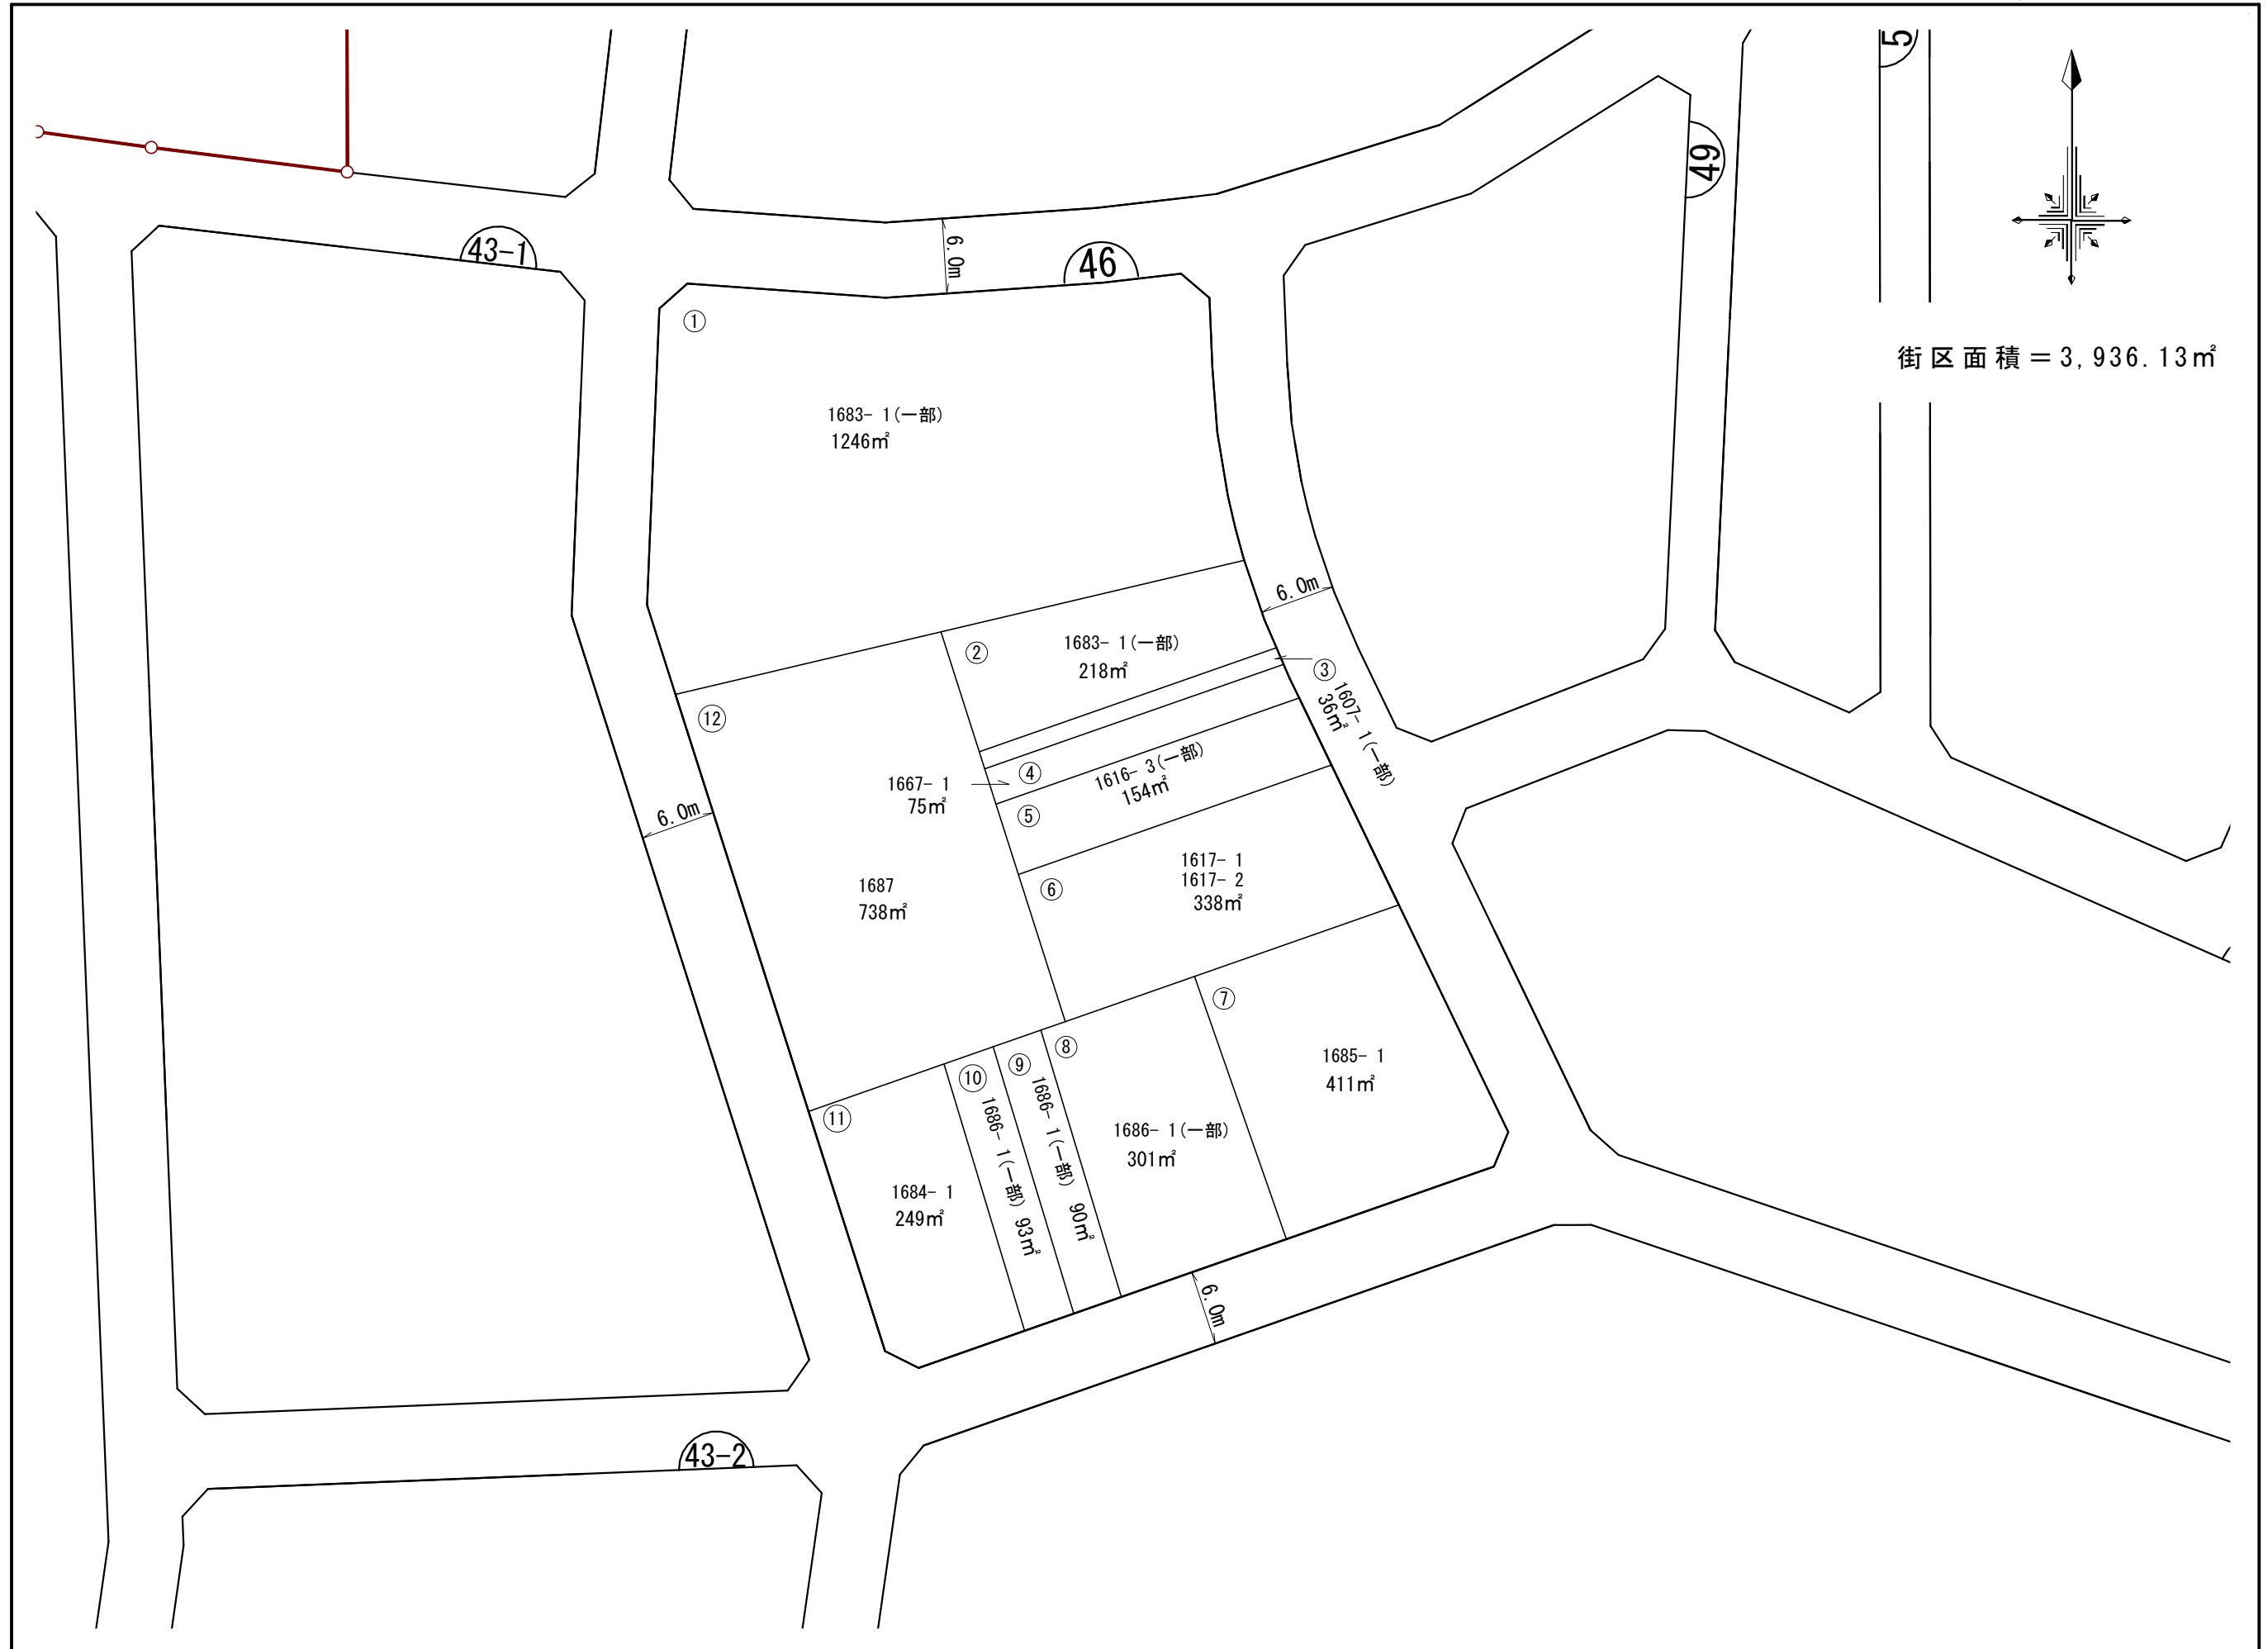 5
49
43-1
46
6.0m
①
街区面積＝3,936.13㎡
1683- 1(一部)
1246㎡
6.0m
②
1683- 1(一部)
218㎡
③
1607- 1(一部)
36㎡
⑫
1667- 1
75㎡
④
1616- 3(一部)
154㎡
⑤
6.0m
1617- 1
1617- 2
338㎡
⑥
1687
738㎡
⑦
1685- 1
411㎡
⑧
1686- 1(一部)
301㎡
⑨
1686- 1(一部) 90㎡
⑩
1686- 1(一部) 93㎡
⑪
1684- 1
249㎡
6.0m
43-2